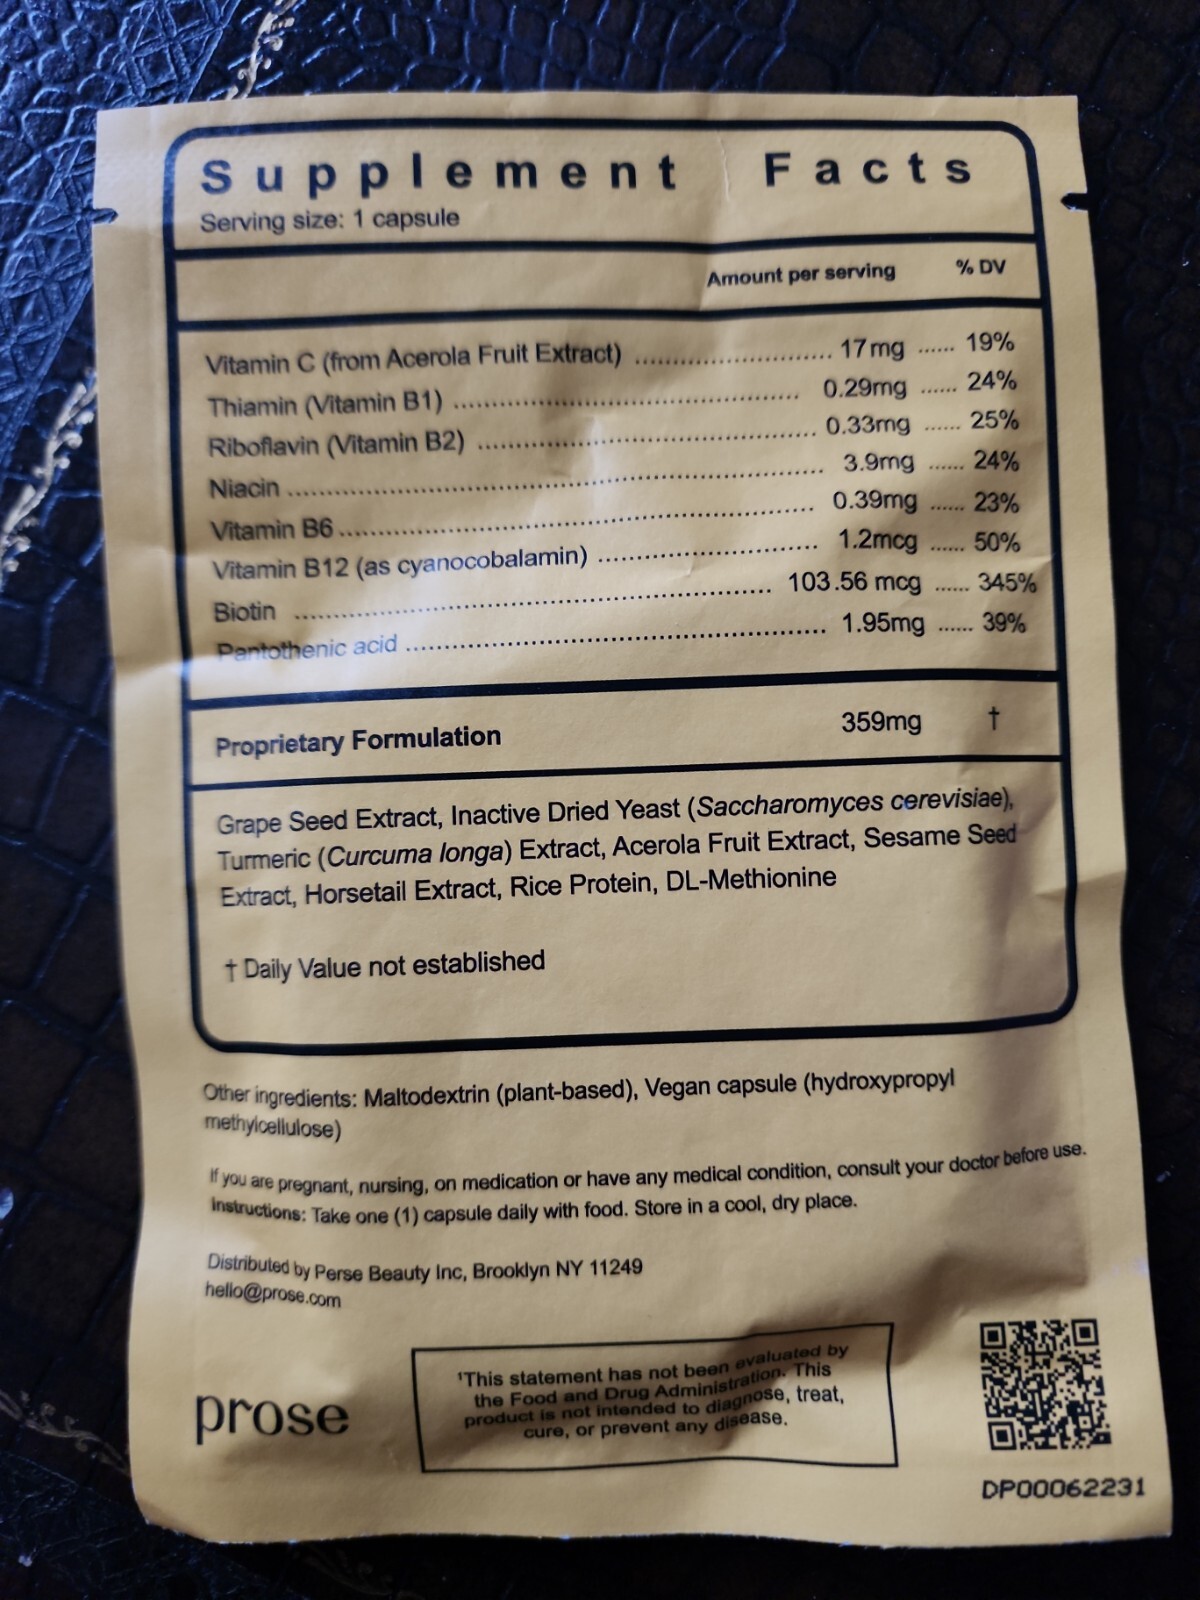 Supplement Facts
Serving size: 1 capsule
Amount per serving % DV
Vitamin C (from Acerola Fruit Extract) ........................ 17mg ...... 19%
Thiamin (Vitamin B1) ........................ 0.29mg ...... 24%
Riboflavin (Vitamin B2) ........................ 0.33mg ...... 25%
Niacin ........................ 3.9mg ...... 24%
Vitamin B6 ........................ 0.39mg ...... 23%
Vitamin B12 (as cyanocobalamin) ........................ 1.2mcg ...... 50%
Biotin ........................ 103.56 mcg ...... 345%
Pantothenic acid ........................ 1.95mg ...... 39%
Proprietary Formulation 359mg †
Grape Seed Extract, Inactive Dried Yeast (Saccharomyces cerevisiae),
Turmeric (Curcuma longa) Extract, Acerola Fruit Extract, Sesame Seed
Extract, Horsetail Extract, Rice Protein, DL-Methionine
† Daily Value not established
Other ingredients: Maltodextrin (plant-based), Vegan capsule (hydroxypropyl
methylcellulose)
If you are pregnant, nursing, on medication or have any medical condition, consult your doctor before use.
Instructions: Take one (1) capsule daily with food. Store in a cool, dry place.
Distributed by Perse Beauty Inc, Brooklyn NY 11249
hello@prose.com
prose
¹This statement has not been evaluated by
the Food and Drug Administration. This
product is not intended to diagnose, treat,
cure, or prevent any disease.
DP00062231